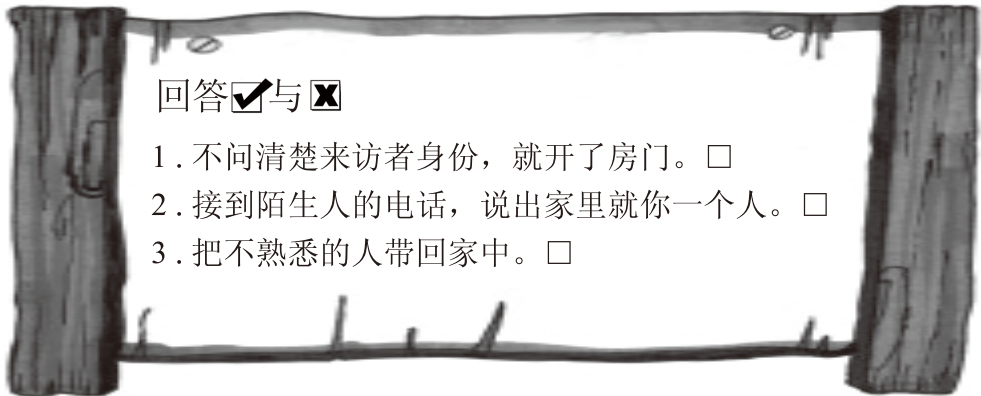 回答☑与☒
1.不问清楚来访者身份，就开了房门。□
2.接到陌生人的电话，说出家里就你一个人。□
3.把不熟悉的人带回家中。□